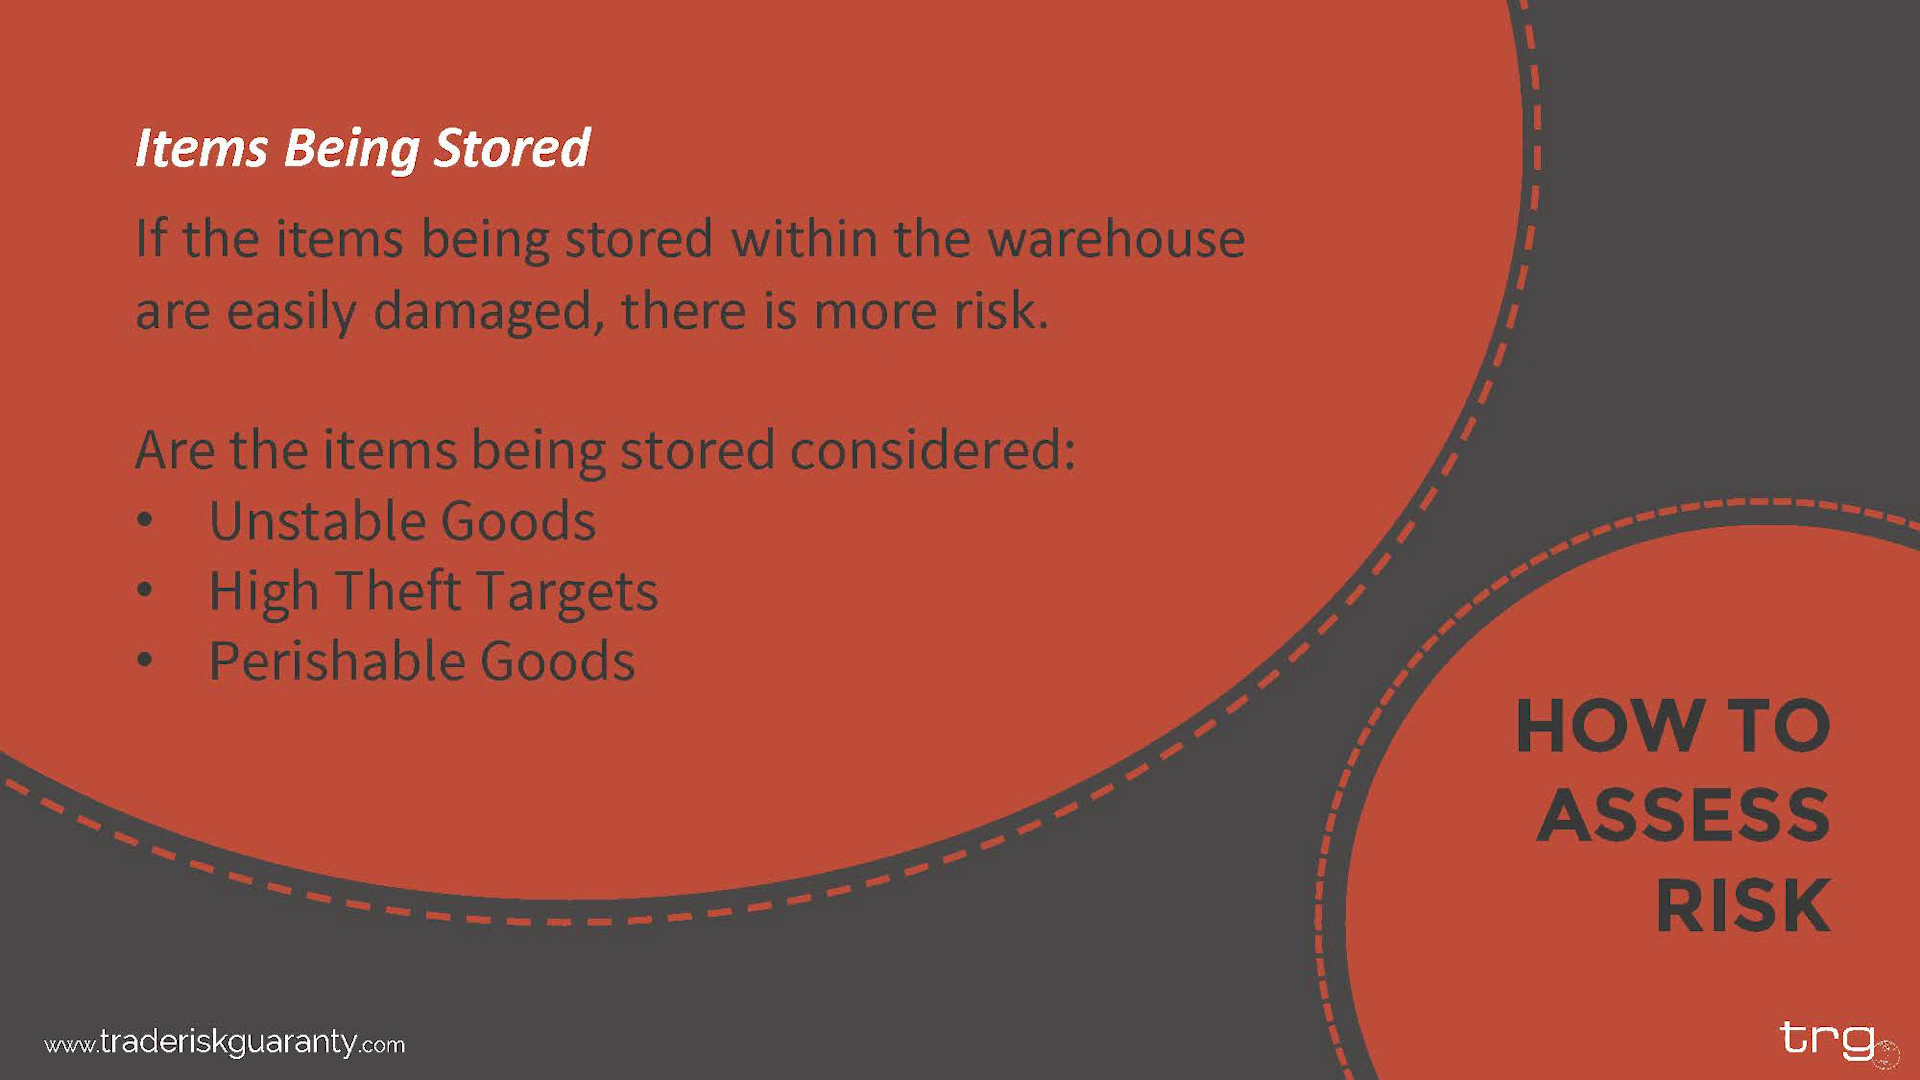 Items Being Stored
If the items being stored within the warehouse
are easily damaged, there is more risk.
Are the items being stored considered:
• Unstable Goods
• High Theft Targets
• Perishable Goods
HOW TO
ASSESS
RISK
www.traderiskguaranty.com
trg